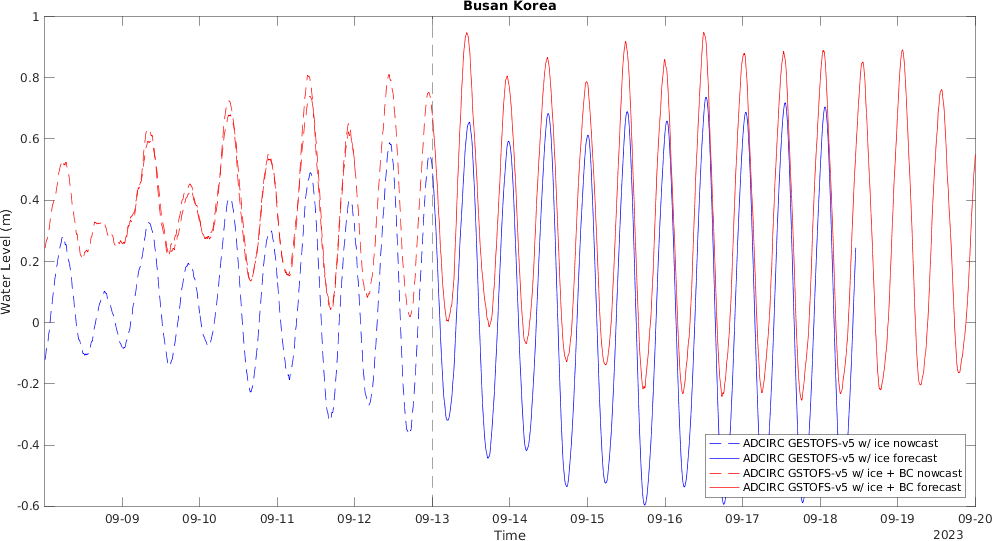 Busan Korea
1
0.8
0.6
0.4
0.2
0
-0.2
-0.4
-0.6
Water Level (m)
ADCIRC GESTOFS-v5 w/ ice nowcast
ADCIRC GESTOFS-v5 w/ ice forecast
ADCIRC GSTOFS-v5 w/ ice + BC nowcast
ADCIRC GSTOFS-v5 w/ ice + BC forecast
09-09 09-10 09-11 09-12 09-13 09-14 09-15 09-16 09-17 09-18 09-19 09-20
Time
2023